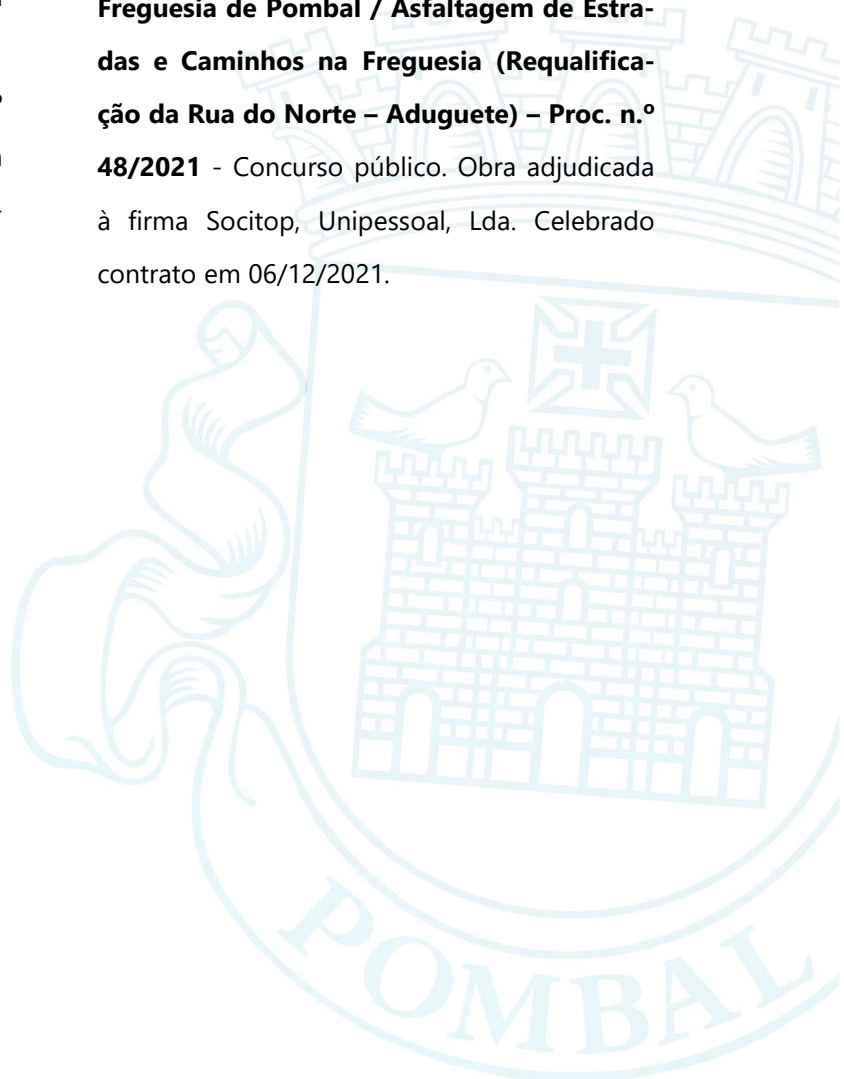 Freguesia de Pombal / Asfaltagem de Estra-
das e Caminhos na Freguesia (Requalifica-
ção da Rua do Norte – Aduguete) – Proc. n.º
48/2021 - Concurso público. Obra adjudicada
à firma Socitop, Unipessoal, Lda. Celebrado
contrato em 06/12/2021.
POMBAL